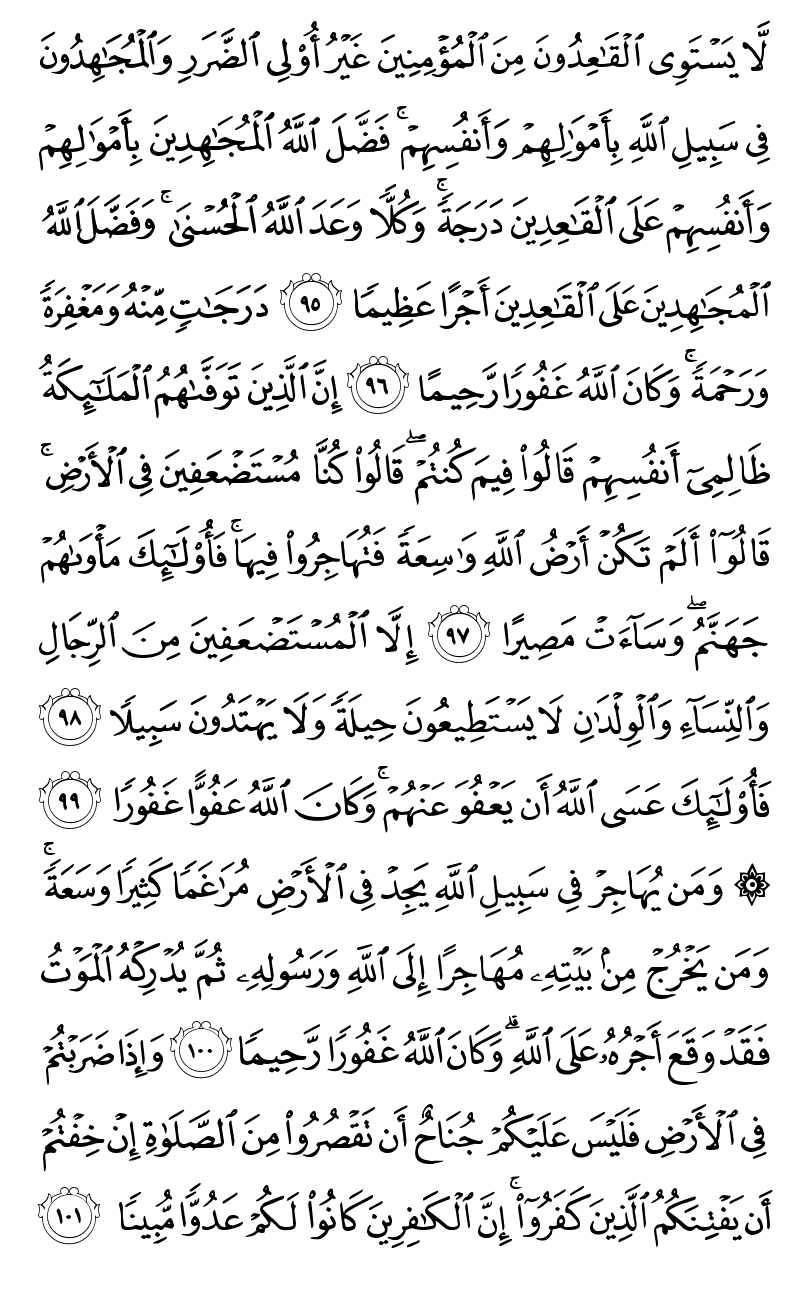 لَّا يَسْتَوِى ٱلْقَـٰعِدُونَ مِنَ ٱلْمُؤْمِنِينَ غَيْرُ أُو۟لِى ٱلضَّرَرِ وَٱلْمُجَـٰهِدُونَ
فِى سَبِيلِ ٱللَّهِ بِأَمْوَٰلِهِمْ وَأَنفُسِهِمْ ۚ فَضَّلَ ٱللَّهُ ٱلْمُجَـٰهِدِينَ بِأَمْوَٰلِهِمْ
وَأَنفُسِهِمْ عَلَى ٱلْقَـٰعِدِينَ دَرَجَةً ۚ وَكُلًّا وَعَدَ ٱللَّهُ ٱلْحُسْنَىٰ ۚ وَفَضَّلَ ٱللَّهُ
ٱلْمُجَـٰهِدِينَ عَلَى ٱلْقَـٰعِدِينَ أَجْرًا عَظِيمًا ٩٥ دَرَجَـٰتٍ مِّنْهُ وَمَغْفِرَةً
وَرَحْمَةً ۚ وَكَانَ ٱللَّهُ غَفُورًا رَّحِيمًا ٩٦ إِنَّ ٱلَّذِينَ تَوَفَّىٰهُمُ ٱلْمَلَـٰٓئِكَةُ
ظَالِمِىٓ أَنفُسِهِمْ قَالُوا۟ فِيمَ كُنتُمْ ۖ قَالُوا۟ كُنَّا مُسْتَضْعَفِينَ فِى ٱلْأَرْضِ ۚ
قَالُوٓا۟ أَلَمْ تَكُنْ أَرْضُ ٱللَّهِ وَٰسِعَةً فَتُهَاجِرُوا۟ فِيهَا ۚ فَأُو۟لَـٰٓئِكَ مَأْوَىٰهُمْ
جَهَنَّمُ ۖ وَسَآءَتْ مَصِيرًا ٩٧ إِلَّا ٱلْمُسْتَضْعَفِينَ مِنَ ٱلرِّجَالِ
وَٱلنِّسَآءِ وَٱلْوِلْدَٰنِ لَا يَسْتَطِيعُونَ حِيلَةً وَلَا يَهْتَدُونَ سَبِيلًا ٩٨
فَأُو۟لَـٰٓئِكَ عَسَى ٱللَّهُ أَن يَعْفُوَ عَنْهُمْ ۚ وَكَانَ ٱللَّهُ عَفُوًّا غَفُورًا ٩٩
۞ وَمَن يُهَاجِرْ فِى سَبِيلِ ٱللَّهِ يَجِدْ فِى ٱلْأَرْضِ مُرَٰغَمًا كَثِيرًا وَسَعَةً ۚ
وَمَن يَخْرُجْ مِنۢ بَيْتِهِۦ مُهَاجِرًا إِلَى ٱللَّهِ وَرَسُولِهِۦ ثُمَّ يُدْرِكْهُ ٱلْمَوْتُ
فَقَدْ وَقَعَ أَجْرُهُۥ عَلَى ٱللَّهِ ۗ وَكَانَ ٱللَّهُ غَفُورًا رَّحِيمًا ١٠٠ وَإِذَا ضَرَبْتُمْ
فِى ٱلْأَرْضِ فَلَيْسَ عَلَيْكُمْ جُنَاحٌ أَن تَقْصُرُوا۟ مِنَ ٱلصَّلَوٰةِ إِنْ خِفْتُمْ
أَن يَفْتِنَكُمُ ٱلَّذِينَ كَفَرُوٓا۟ ۚ إِنَّ ٱلْكَـٰفِرِينَ كَانُوا۟ لَكُمْ عَدُوًّا مُّبِينًا ١٠١